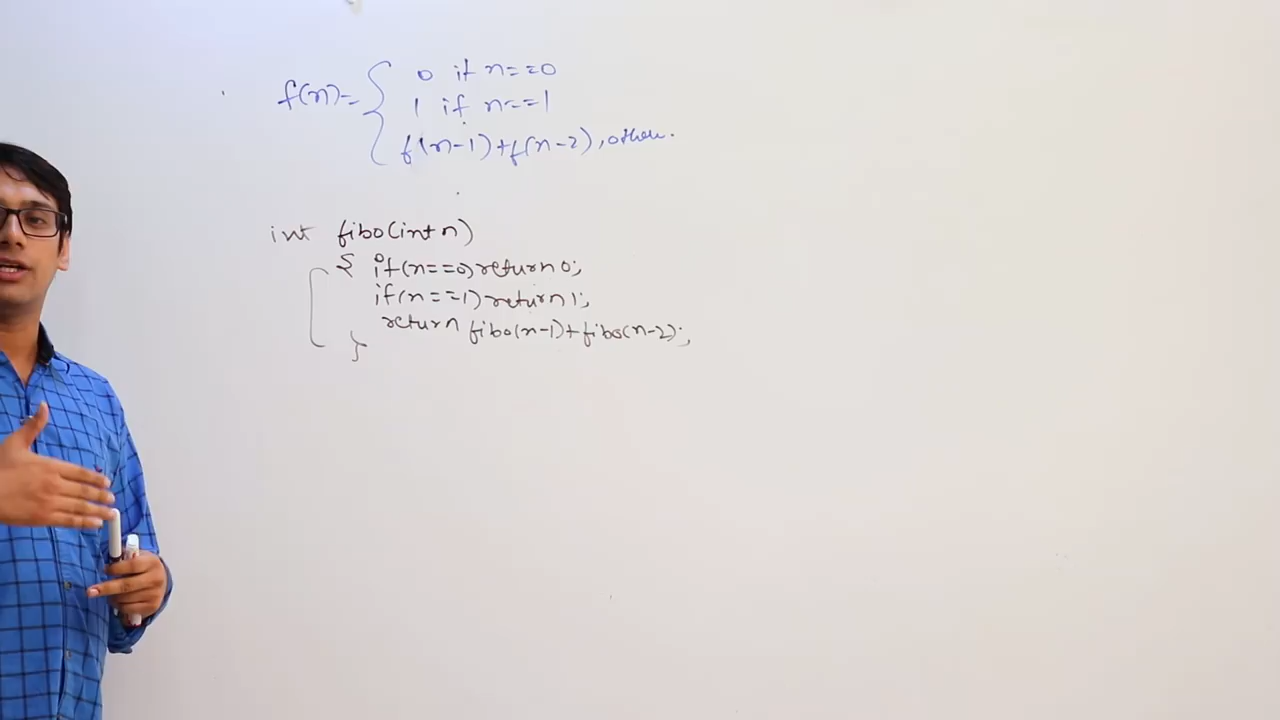 f(n)= { 0 if n==0
1 if n==1
f(n-1)+f(n-2), other.
int fibo(int n)
{ if(n==0) return 0;
if(n==1) return 1;
return fibo(n-1)+fibo(n-2);
}